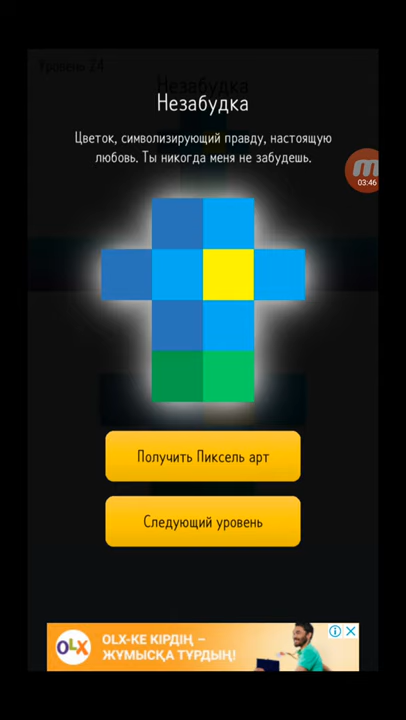 Уровень 24
Незабудка
Незабудка
Цветок, символизирующий правду, настоящую
любовь. Ты никогда меня не забудешь.
03:46
Получить Пиксель арт
Следующий уровень
OLX
OLX-КЕ КІРДІҢ –
ЖҰМЫСҚА ТҰРДЫҢ!